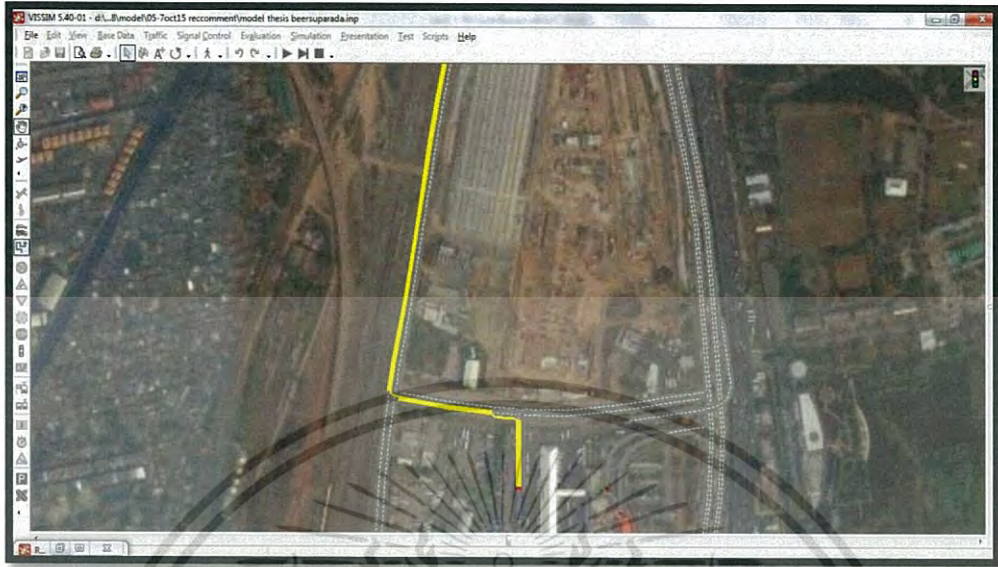 VISSIM 5.40-01 - d:\...8\model\05-7oct15 reccomment\model thesis beersuparada.inp
File Edit View Base Data Traffic Signal Control Evaluation Simulation Presentation Test Scripts Help
R...